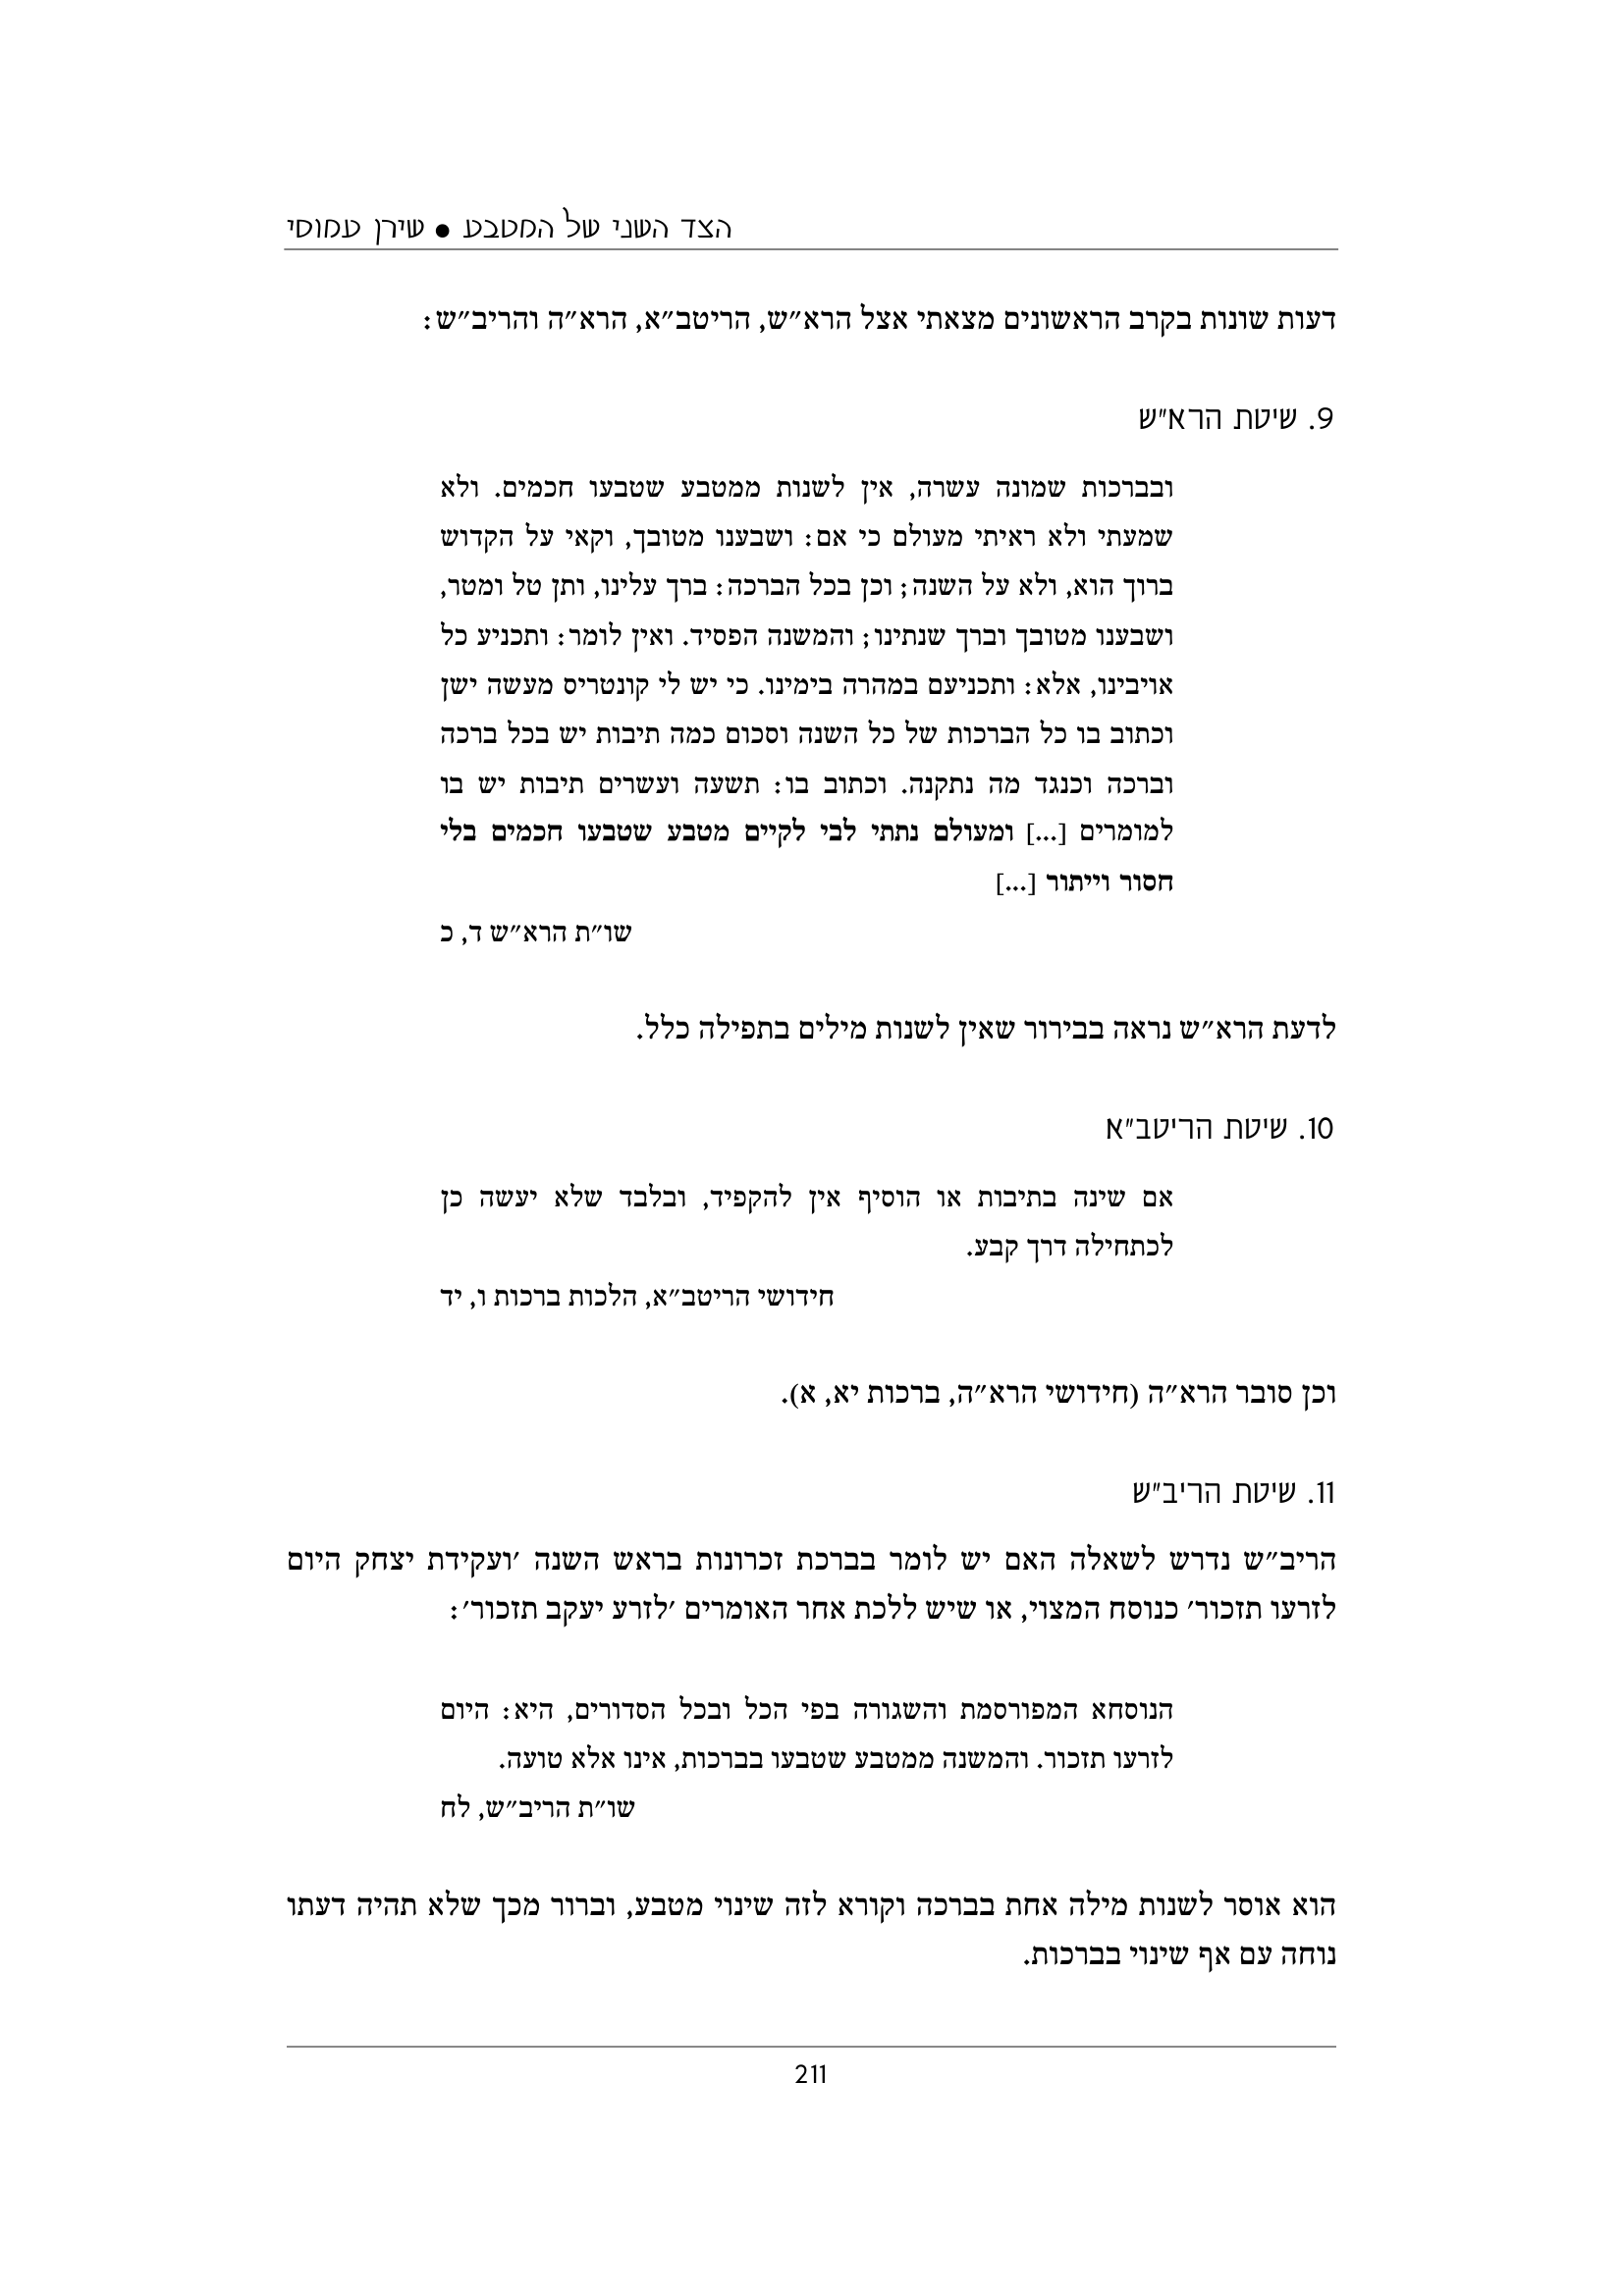 הצד השני של המטבע ● שירן עמוסי
דעות שונות בקרב הראשונים מצאתי אצל הרא״ש, הריטב״א, הרא״ה והריב״ש:
9. שיטת הרא״ש
ובברכות שמונה עשרה, אין לשנות ממטבע שטבעו חכמים. ולא
שמעתי ולא ראיתי מעולם כי אם: ושבענו מטובך, וקאי על הקדוש
ברוך הוא, ולא על השנה; וכן בכל הברכה: ברך עלינו, ותן טל ומטר,
ושבענו מטובך וברך שנתינו; והמשנה הפסיד. ואין לומר: ותכניע כל
אויבינו, אלא: ותכניעם במהרה בימינו. כי יש לי קונטריס מעשה ישן
וכתוב בו כל הברכות של כל השנה וסכום כמה תיבות יש בכל ברכה
וברכה וכנגד מה נתקנה. וכתוב בו: תשעה ועשרים תיבות יש בו
למומרים [...] ומעולם נתתי לבי לקיים מטבע שטבעו חכמים בלי
חסור וייתור [...]
שו״ת הרא״ש ד, כ
לדעת הרא״ש נראה בבירור שאין לשנות מילים בתפילה כלל.
10. שיטת הריטב״א
אם שינה בתיבות או הוסיף אין להקפיד, ובלבד שלא יעשה כן
לכתחילה דרך קבע.
חידושי הריטב״א, הלכות ברכות ו, יד
וכן סובר הרא״ה (חידושי הרא״ה, ברכות יא, א).
11. שיטת הריב״ש
הריב״ש נדרש לשאלה האם יש לומר בברכת זכרונות בראש השנה ׳ועקידת יצחק היום
לזרעו תזכור׳ כנוסח המצוי, או שיש ללכת אחר האומרים ׳לזרע יעקב תזכור׳:
הנוסחא המפורסמת והשגורה בפי הכל ובכל הסדורים, היא: היום
לזרעו תזכור. והמשנה ממטבע שטבעו בברכות, אינו אלא טועה.
שו״ת הריב״ש, לח
הוא אוסר לשנות מילה אחת בברכה וקורא לזה שינוי מטבע, וברור מכך שלא תהיה דעתו
נוחה עם אף שינוי בברכות.
211